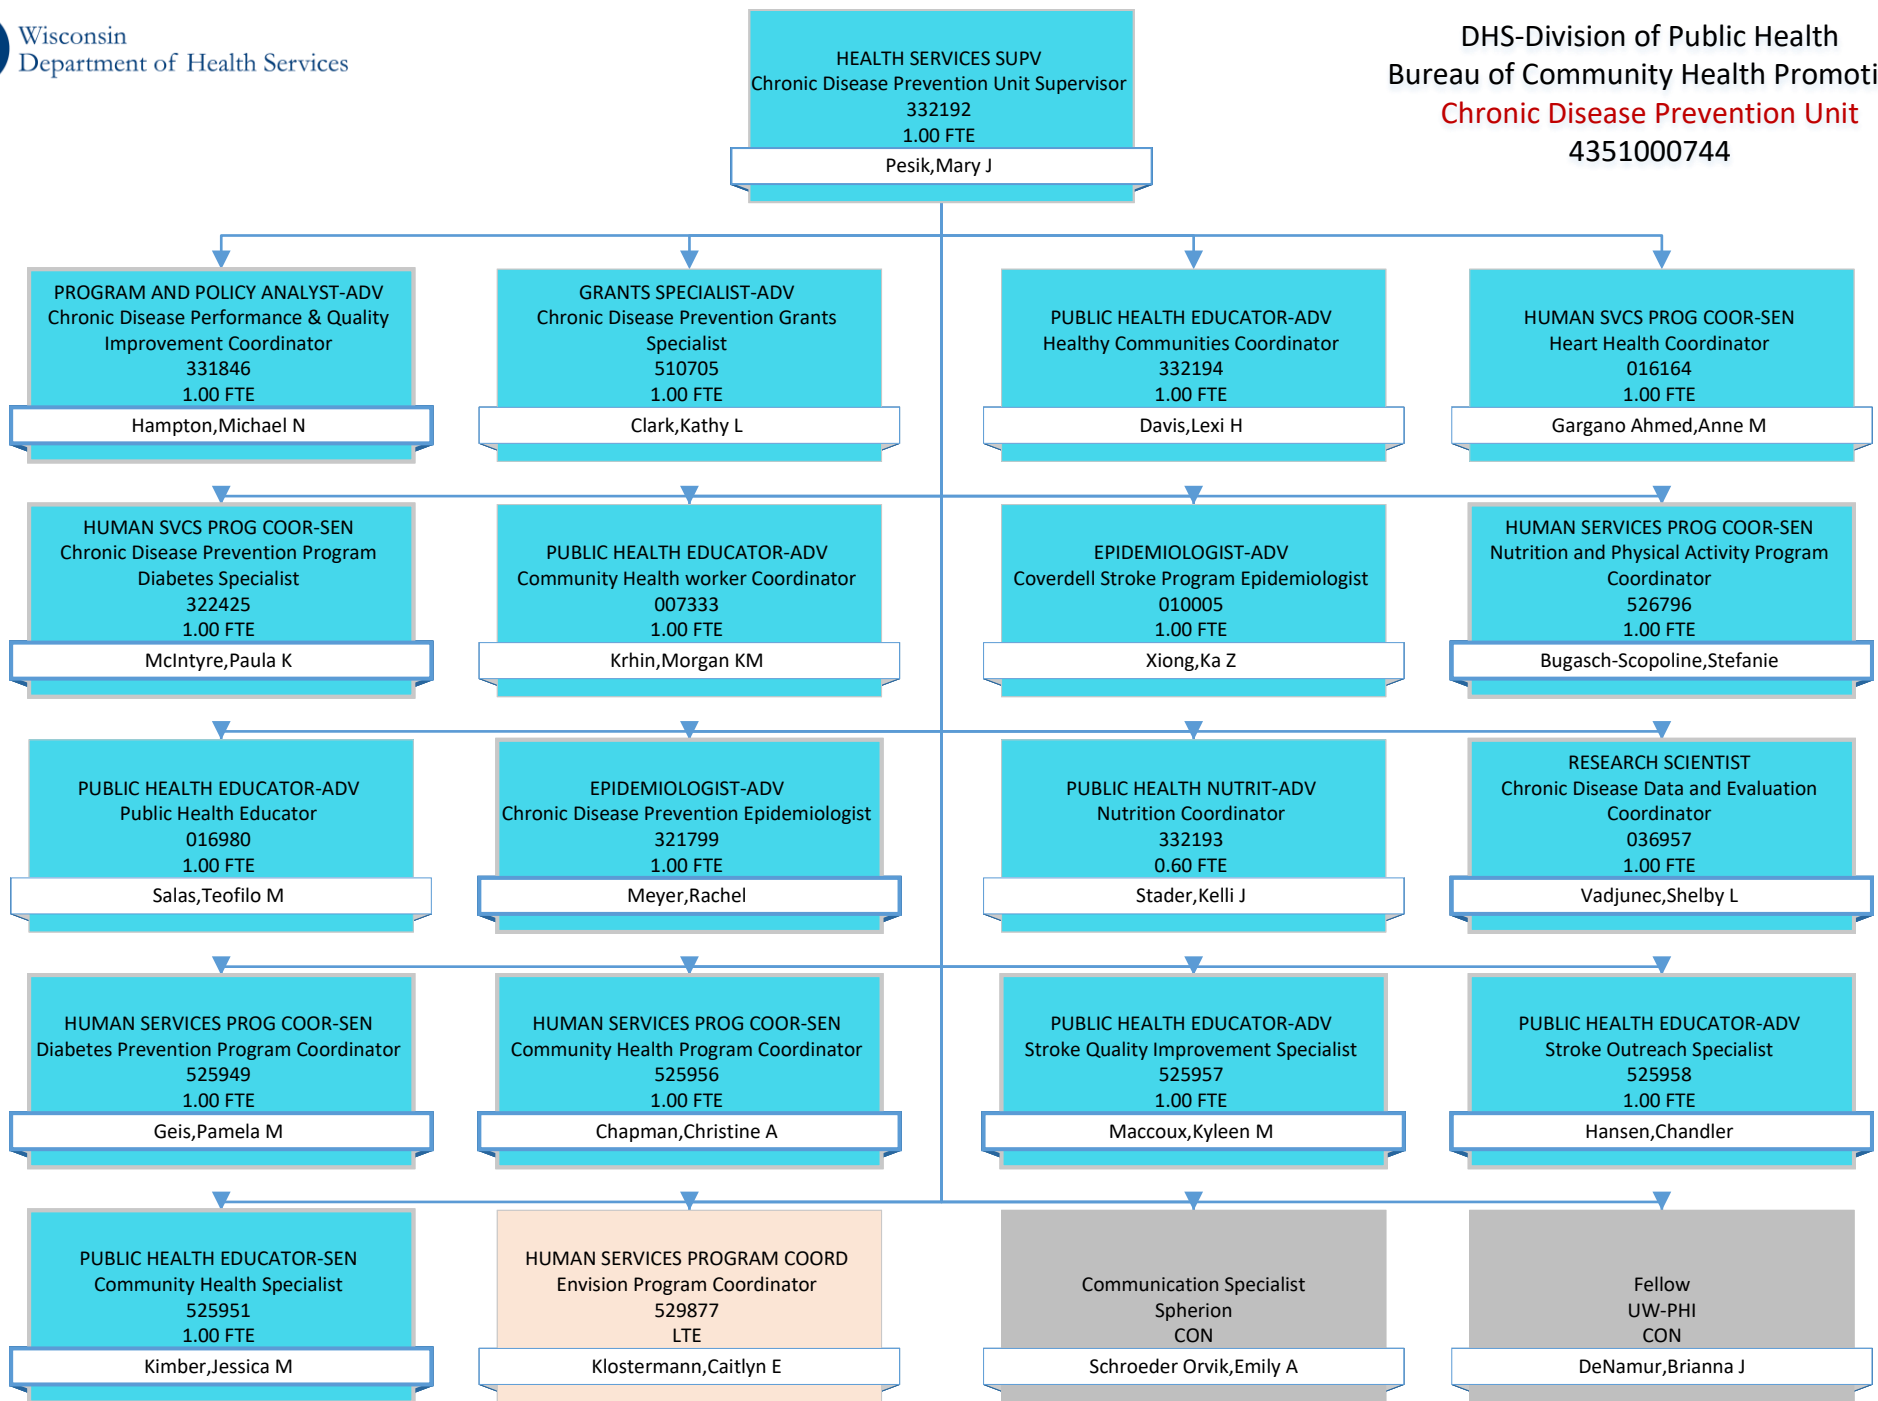 Wisconsin
Department of Health Services
DHS-Division of Public Health
Bureau of Community Health Promoti
Chronic Disease Prevention Unit
4351000744
HEALTH SERVICES SUPV
Chronic Disease Prevention Unit Supervisor
332192
1.00 FTE
Pesik,Mary J
PROGRAM AND POLICY ANALYST-ADV
Chronic Disease Performance & Quality
Improvement Coordinator
331846
1.00 FTE
Hampton,Michael N
GRANTS SPECIALIST-ADV
Chronic Disease Prevention Grants
Specialist
510705
1.00 FTE
Clark,Kathy L
PUBLIC HEALTH EDUCATOR-ADV
Healthy Communities Coordinator
332194
1.00 FTE
Davis,Lexi H
HUMAN SVCS PROG COOR-SEN
Heart Health Coordinator
016164
1.00 FTE
Gargano Ahmed,Anne M
HUMAN SVCS PROG COOR-SEN
Chronic Disease Prevention Program
Diabetes Specialist
322425
1.00 FTE
McIntyre,Paula K
PUBLIC HEALTH EDUCATOR-ADV
Community Health worker Coordinator
007333
1.00 FTE
Krhin,Morgan KM
EPIDEMIOLOGIST-ADV
Coverdell Stroke Program Epidemiologist
010005
1.00 FTE
Xiong,Ka Z
HUMAN SERVICES PROG COOR-SEN
Nutrition and Physical Activity Program
Coordinator
526796
1.00 FTE
Bugasch-Scopoline,Stefanie
PUBLIC HEALTH EDUCATOR-ADV
Public Health Educator
016980
1.00 FTE
Salas,Teofilo M
EPIDEMIOLOGIST-ADV
Chronic Disease Prevention Epidemiologist
321799
1.00 FTE
Meyer,Rachel
PUBLIC HEALTH NUTRIT-ADV
Nutrition Coordinator
332193
0.60 FTE
Stader,Kelli J
RESEARCH SCIENTIST
Chronic Disease Data and Evaluation
Coordinator
036957
1.00 FTE
Vadjunec,Shelby L
HUMAN SERVICES PROG COOR-SEN
Diabetes Prevention Program Coordinator
525949
1.00 FTE
Geis,Pamela M
HUMAN SERVICES PROG COOR-SEN
Community Health Program Coordinator
525956
1.00 FTE
Chapman,Christine A
PUBLIC HEALTH EDUCATOR-ADV
Stroke Quality Improvement Specialist
525957
1.00 FTE
Maccoux,Kyleen M
PUBLIC HEALTH EDUCATOR-ADV
Stroke Outreach Specialist
525958
1.00 FTE
Hansen,Chandler
PUBLIC HEALTH EDUCATOR-SEN
Community Health Specialist
525951
1.00 FTE
Kimber,Jessica M
HUMAN SERVICES PROGRAM COORD
Envision Program Coordinator
529877
LTE
Klostermann,Caitlyn E
Communication Specialist
Spherion
CON
Schroeder Orvik,Emily A
Fellow
UW-PHI
CON
DeNamur,Brianna J